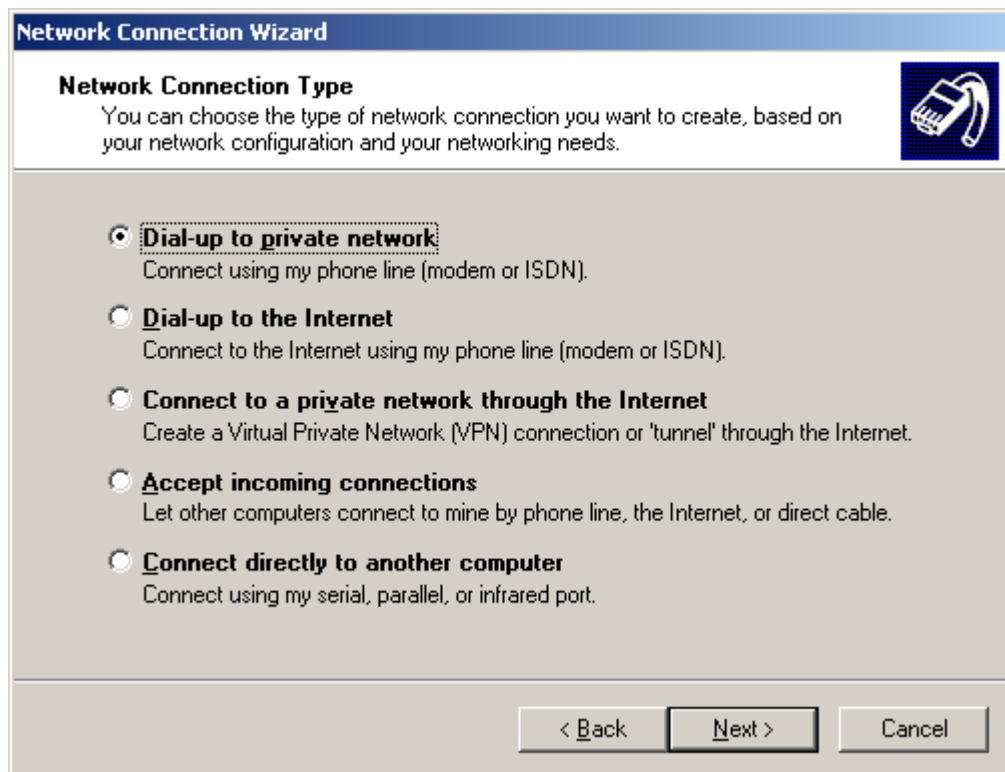 Network Connection Wizard
Network Connection Type
You can choose the type of network connection you want to create, based on
your network configuration and your networking needs.
Dial-up to private network
Connect using my phone line (modem or ISDN).
Dial-up to the Internet
Connect to the Internet using my phone line (modem or ISDN).
Connect to a private network through the Internet
Create a Virtual Private Network (VPN) connection or 'tunnel' through the Internet.
Accept incoming connections
Let other computers connect to mine by phone line, the Internet, or direct cable.
Connect directly to another computer
Connect using my serial, parallel, or infrared port.
< Back Next > Cancel